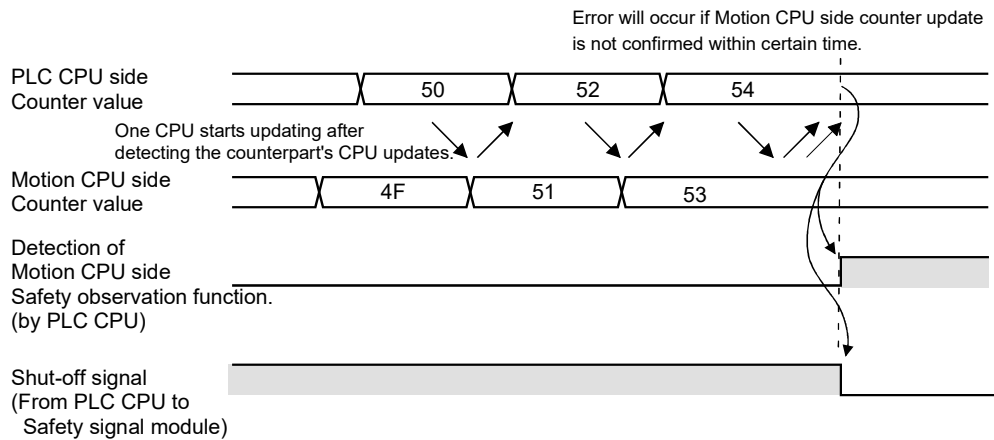 Error will occur if Motion CPU side counter update
is not confirmed within certain time.
PLC CPU side
Counter value
50
52
54
One CPU starts updating after
detecting the counterpart's CPU updates.
Motion CPU side
Counter value
4F
51
53
Detection of
Motion CPU side
Safety observation function.
(by PLC CPU)
Shut-off signal
(From PLC CPU to
Safety signal module)